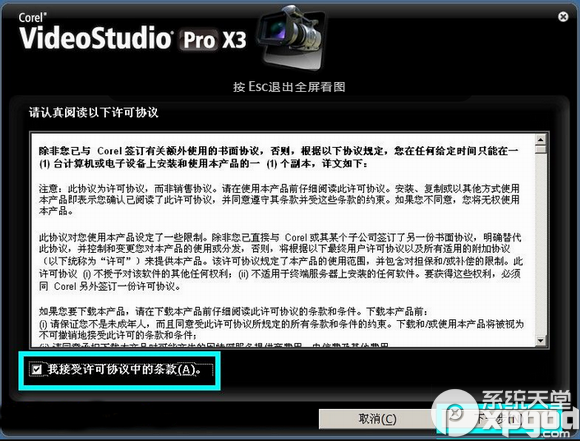 Corel™
VideoStudio® Pro X3
按 Esc退出全屏看图
请认真阅读以下许可协议
除非您已与 Corel 签订有关额外使用的书面协议，否则，根据以下协议规定，您在任何给定时间只能在一
(1) 台计算机或电子设备上安装和使用本产品的一 (1) 个副本，详文如下：
注意：此协议为许可协议，而非销售协议。请在使用本产品前仔细阅读此许可协议。安装、复制或以其他方式使用
本产品即表示您确认已阅读了此许可协议，并同意遵守其条款并受这些条款的约束。如果您不同意，您将无权使用
本产品。
此协议对您使用本产品设定了一些限制。除非您已直接与 Corel 或其某个子公司签订了另一份书面协议，明确替代
此协议，并控制和变更您对本产品的使用或分发，否则，将根据以下最终用户许可协议以及所有适用的附加协议
（以下统称为“许可”）来提供本产品。该许可协议规定了本产品的使用范围，并包含对担保和/或补偿的限制。此
许可协议 (i) 不授予对该软件的其他任何权利；(ii) 不适用于终端服务器上安装的任何软件。要获得这些权利，必须
同 Corel 另外签订一份许可协议。
如果您要下载本产品，请在下载本产品前仔细阅读此许可协议的条款和条件。下载本产品前：
(i) 请保证您不是未成年人，而且同意受此许可协议所规定的所有条款和条件的约束。下载和/或使用本产品将被视为
不可撤销地接受此许可的条款和条件；
我接受许可协议中的条款(A)。
取消(C)
系统天堂